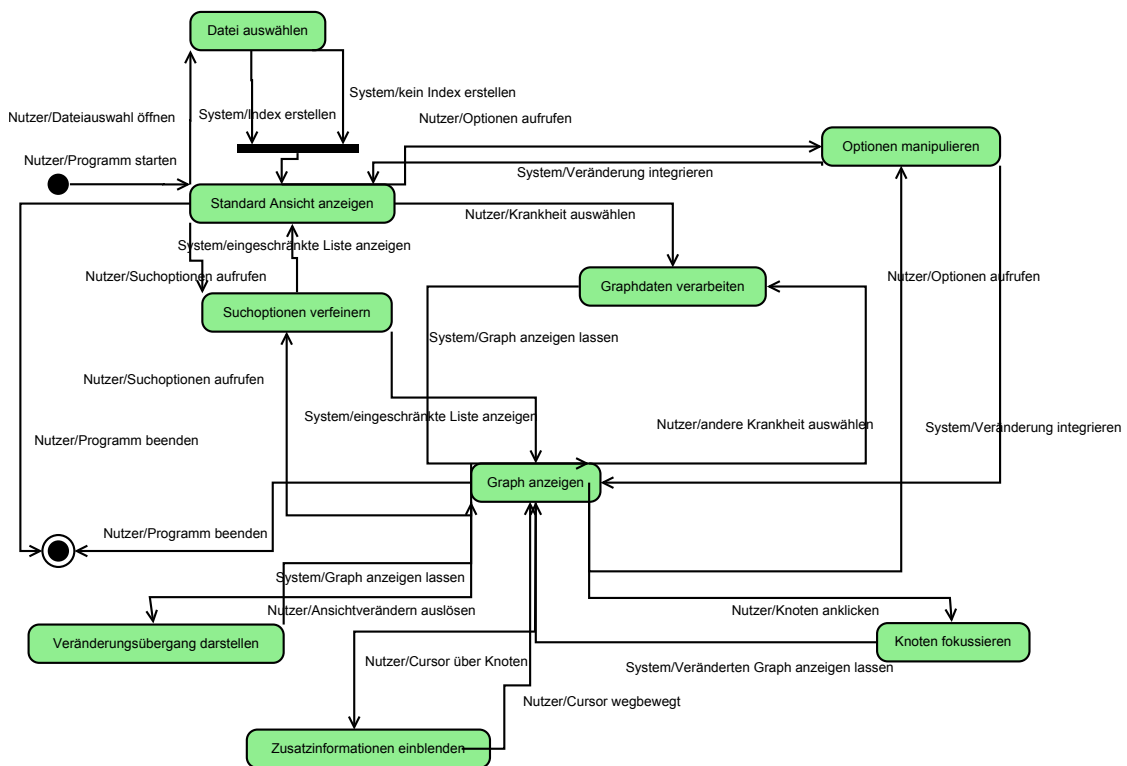 Datei auswählen
System/kein Index erstellen
System/Index erstellen
Nutzer/Dateiauswahl öffnen
Nutzer/Optionen aufrufen
Optionen manipulieren
Nutzer/Programm starten
System/Veränderung integrieren
Standard Ansicht anzeigen
Nutzer/Krankheit auswählen
System/eingeschränkte Liste anzeigen
Nutzer/Suchoptionen aufrufen
Nutzer/Optionen aufrufen
Graphdaten verarbeiten
Suchoptionen verfeinern
System/Graph anzeigen lassen
Nutzer/Suchoptionen aufrufen
System/eingeschränkte Liste anzeigen
Nutzer/andere Krankheit auswählen
System/Veränderung integrieren
Nutzer/Programm beenden
Graph anzeigen
Nutzer/Programm beenden
System/Graph anzeigen lassen
Nutzer/Ansichtverändern auslösen
Nutzer/Knoten anklicken
Veränderungsübergang darstellen
Knoten fokussieren
Nutzer/Cursor über Knoten
System/Veränderten Graph anzeigen lassen
Nutzer/Cursor wegbewegt
Zusatzinformationen einblenden